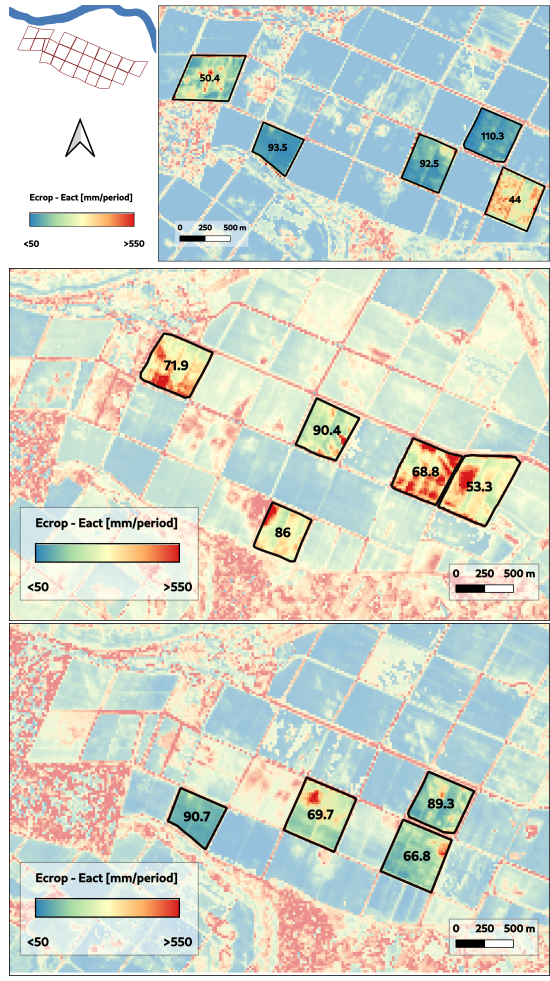 Ecrop - Eact [mm/period]
<50 >550
50.4
93.5
92.5
110.3
44
0 250 500 m
71.9
90.4
68.8
53.3
86
Ecrop - Eact [mm/period]
<50 >550
0 250 500 m
90.7
69.7
89.3
66.8
Ecrop - Eact [mm/period]
<50 >550
0 250 500 m